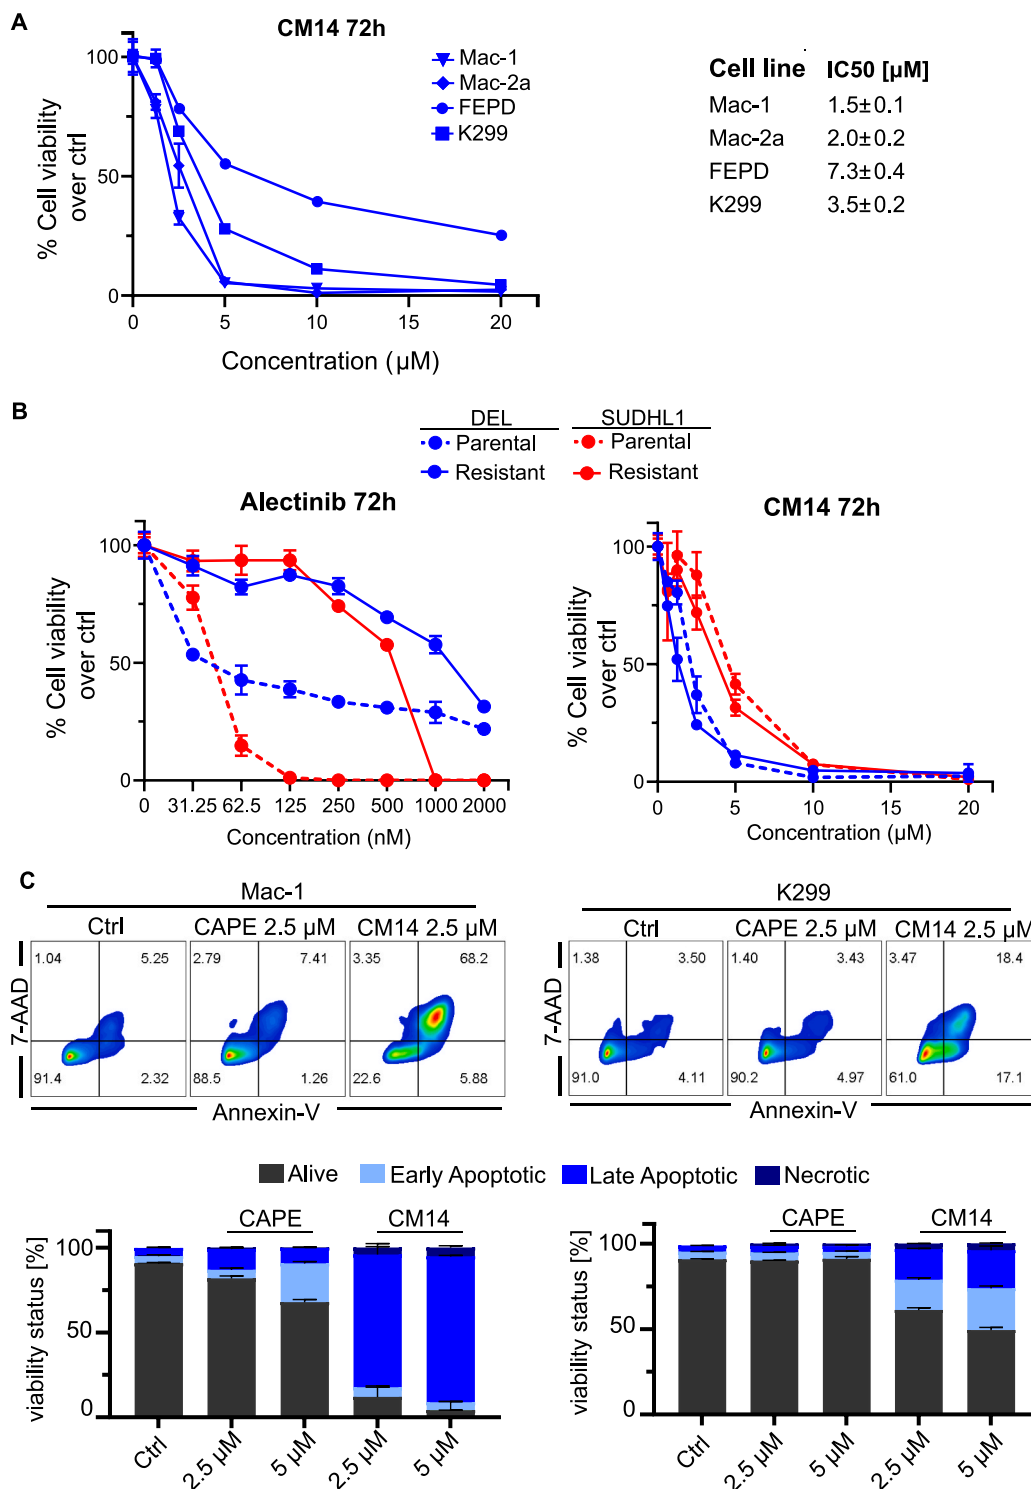 A
CM14 72h
% Cell viability
over ctrl
100
50
0
0 5 10 15 20
Concentration (µM)
Mac-1
Mac-2a
FEPD
K299
Cell line IC50 [µM]
Mac-1 1.5±0.1
Mac-2a 2.0±0.2
FEPD 7.3±0.4
K299 3.5±0.2
B
DEL SUDHL1
Parental Parental
Resistant Resistant
Alectinib 72h
% Cell viability
over ctrl
100
50
0
0 31.25 62.5 125 250 500 1000 2000
Concentration (nM)
CM14 72h
% Cell viability
over ctrl
100
50
0
0 5 10 15 20
Concentration (µM)
C
Mac-1
Ctrl CAPE 2.5 µM CM14 2.5 µM
7-AAD
1.04 5.25 2.79 7.41 3.35 68.2
91.4 2.32 88.5 1.26 22.6 5.88
Annexin-V
K299
Ctrl CAPE 2.5 µM CM14 2.5 µM
7-AAD
1.38 3.50 1.40 3.43 3.47 18.4
91.0 4.11 90.2 4.97 61.0 17.1
Annexin-V
Alive Early Apoptotic Late Apoptotic Necrotic
CAPE CM14
viability status [%]
100
50
0
Ctrl 2.5 µM 5 µM 2.5 µM 5 µM
CAPE CM14
viability status [%]
100
50
0
Ctrl 2.5 µM 5 µM 2.5 µM 5 µM